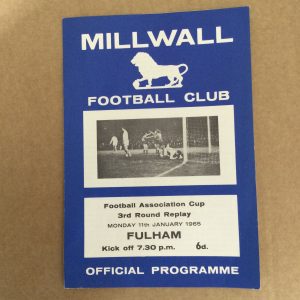 MILLWALL
FOOTBALL CLUB
Football Association Cup
3rd Round Replay
MONDAY 11th JANUARY 1965
FULHAM
Kick off 7.30 p.m. 6d.
OFFICIAL PROGRAMME